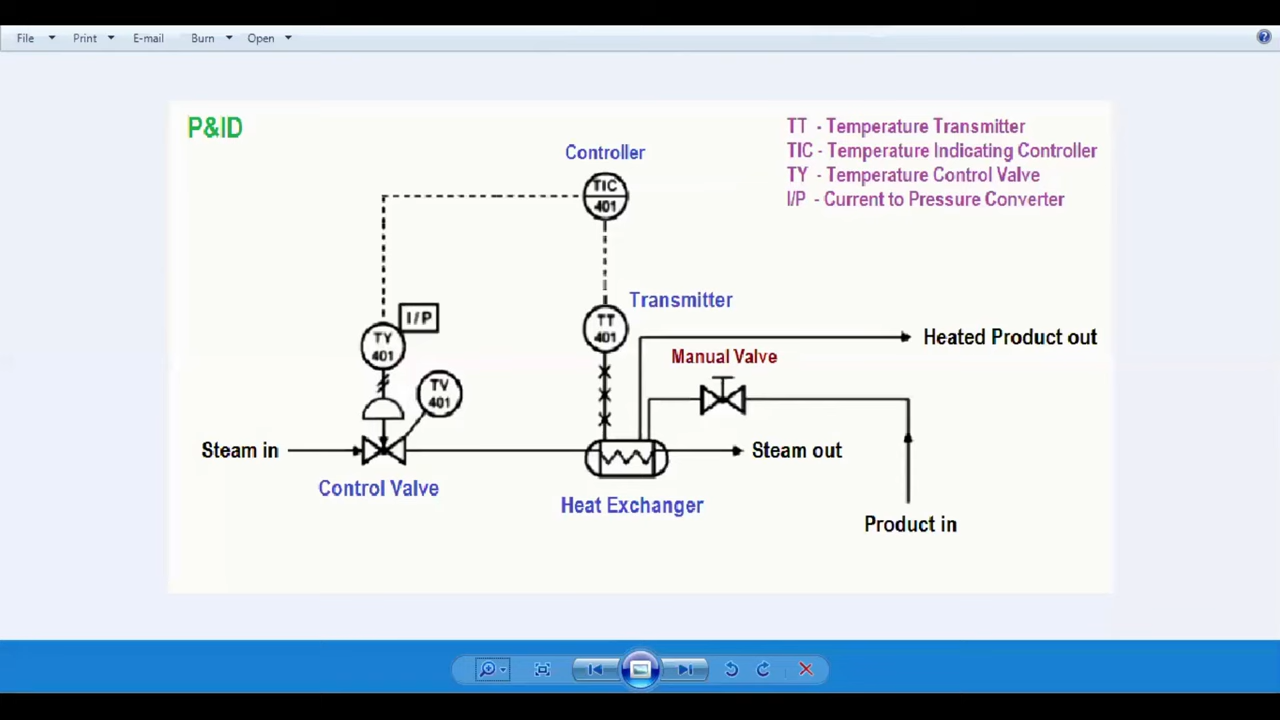 File Print E-mail Burn Open
P&ID
TT - Temperature Transmitter
TIC - Temperature Indicating Controller
TY - Temperature Control Valve
I/P - Current to Pressure Converter
Controller
TIC
401
Transmitter
TT
401
I/P
TY
401
TV
401
Heated Product out
Manual Valve
Steam in
Steam out
Control Valve
Heat Exchanger
Product in